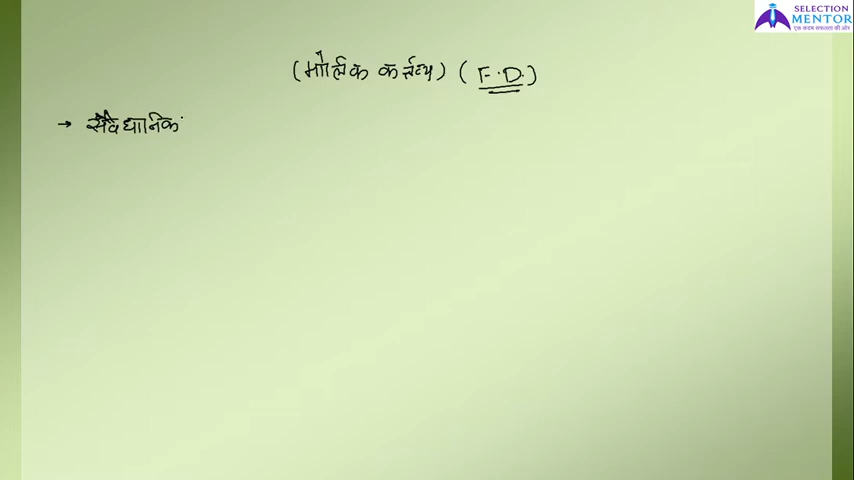 SELECTION
MENTOR
एक कदम सफलता की ओर
(मौलिक कर्तव्य) (F.D.)
→ संवैधानिक